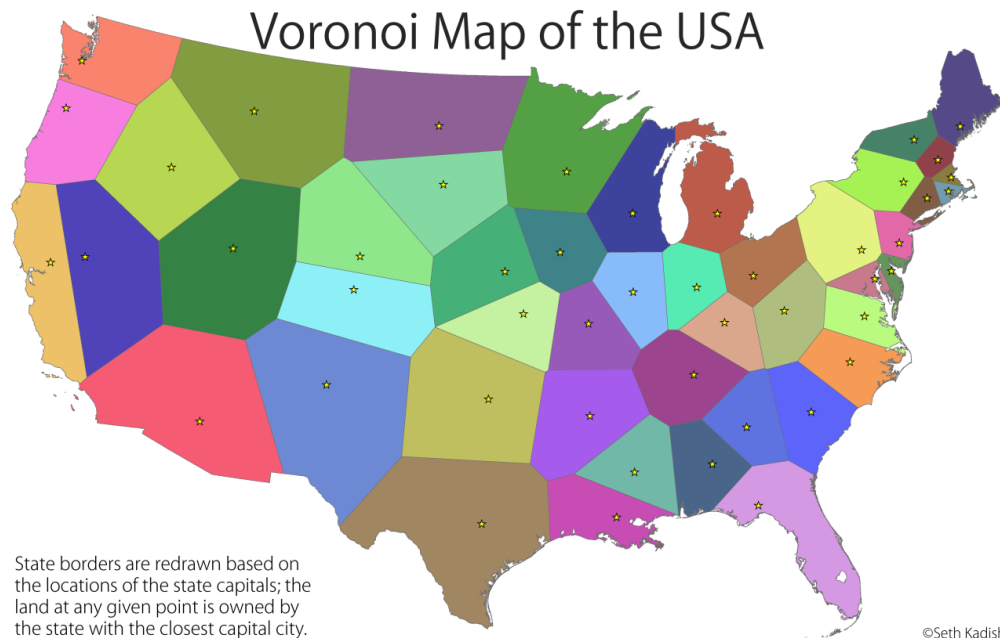 Voronoi Map of the USA
State borders are redrawn based on
the locations of the state capitals; the
land at any given point is owned by
the state with the closest capital city.
©Seth Kadish